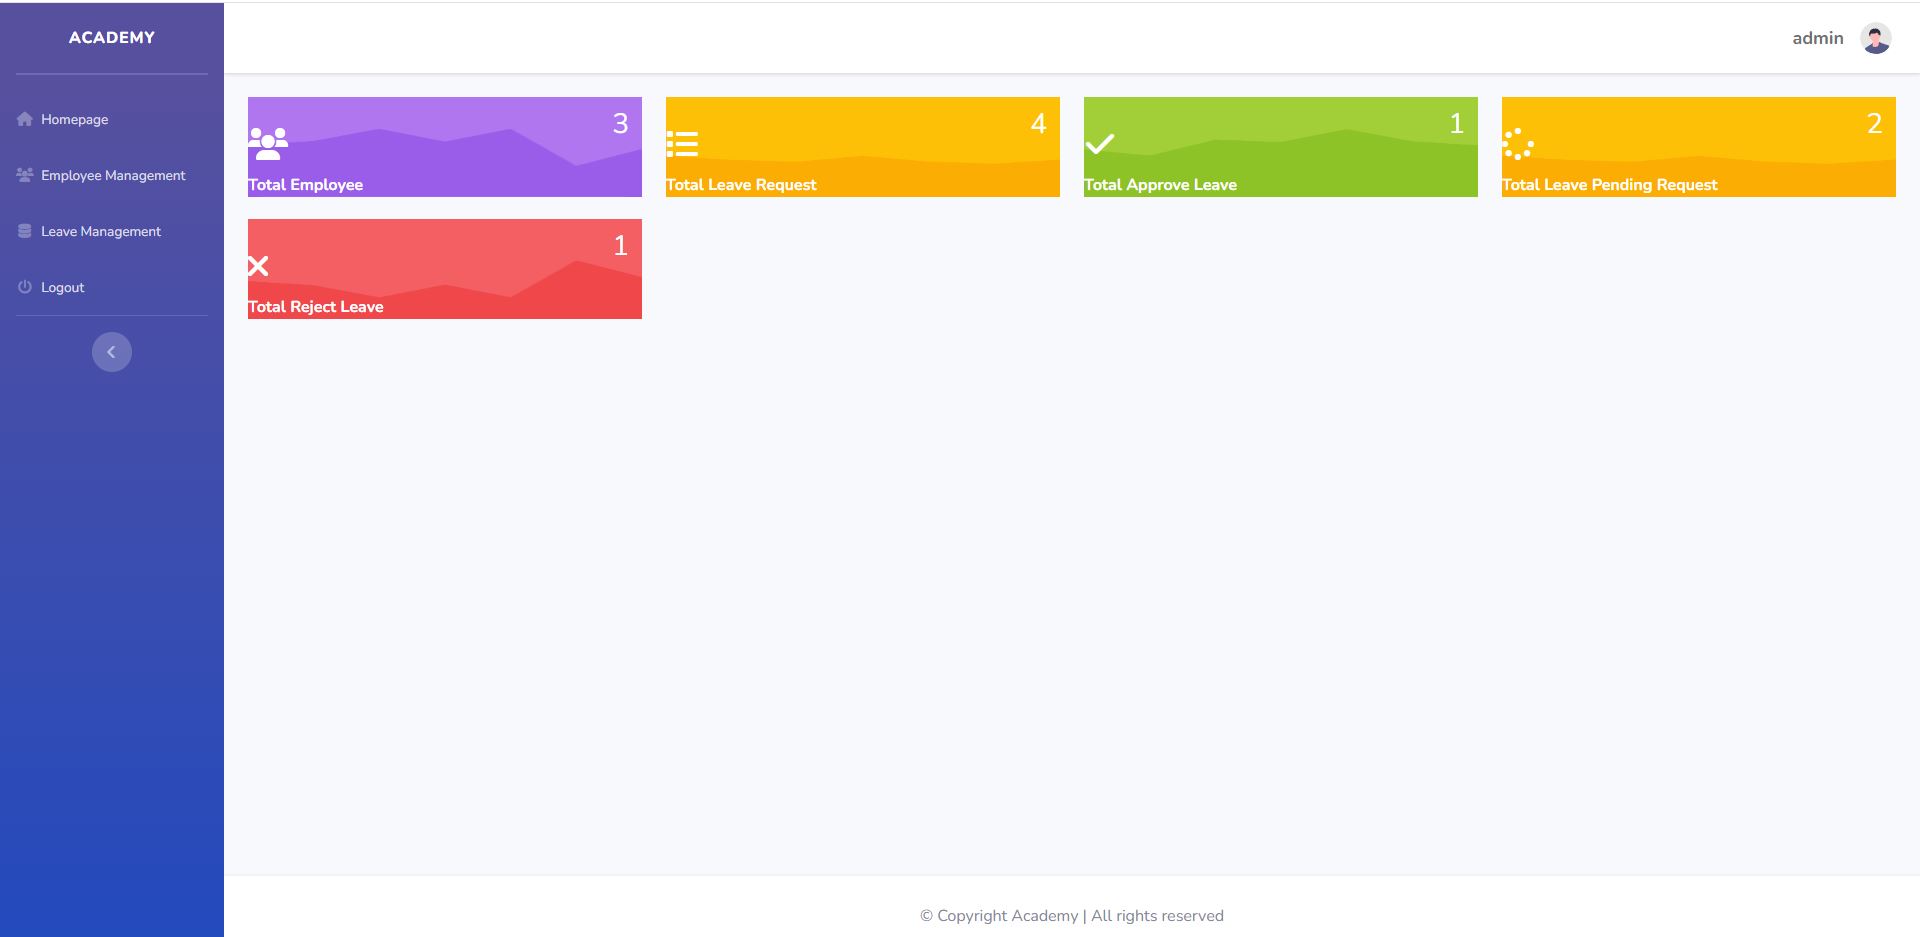 ACADEMY
admin
Homepage
Employee Management
Leave Management
Logout
3
Total Employee
4
Total Leave Request
1
Total Approve Leave
2
Total Leave Pending Request
1
Total Reject Leave
© Copyright Academy | All rights reserved